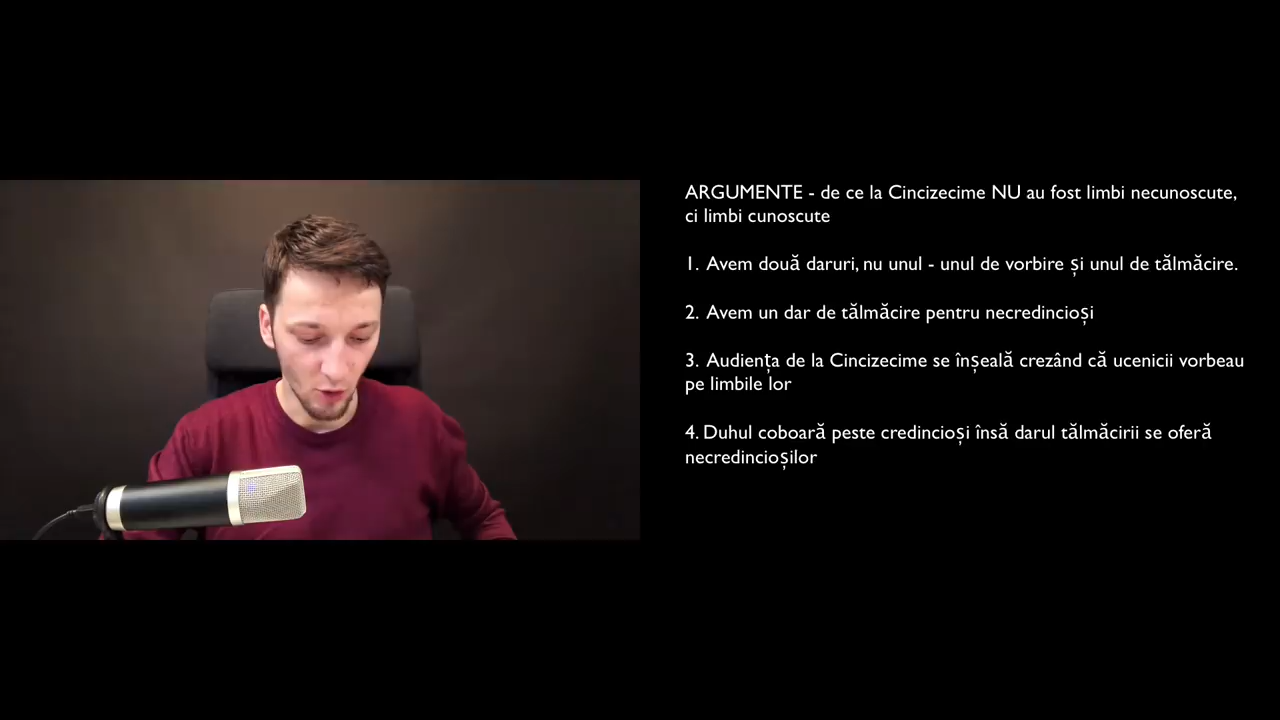 ARGUMENTE - de ce la Cincizecime NU au fost limbi necunoscute,
ci limbi cunoscute
1. Avem două daruri, nu unul - unul de vorbire și unul de tălmăcire.
2. Avem un dar de tălmăcire pentru necredincioși
3. Audiența de la Cincizecime se înșeală crezând că ucenicii vorbeau
pe limbile lor
4. Duhul coboară peste credincioși însă darul tălmăcirii se oferă
necredincioșilor